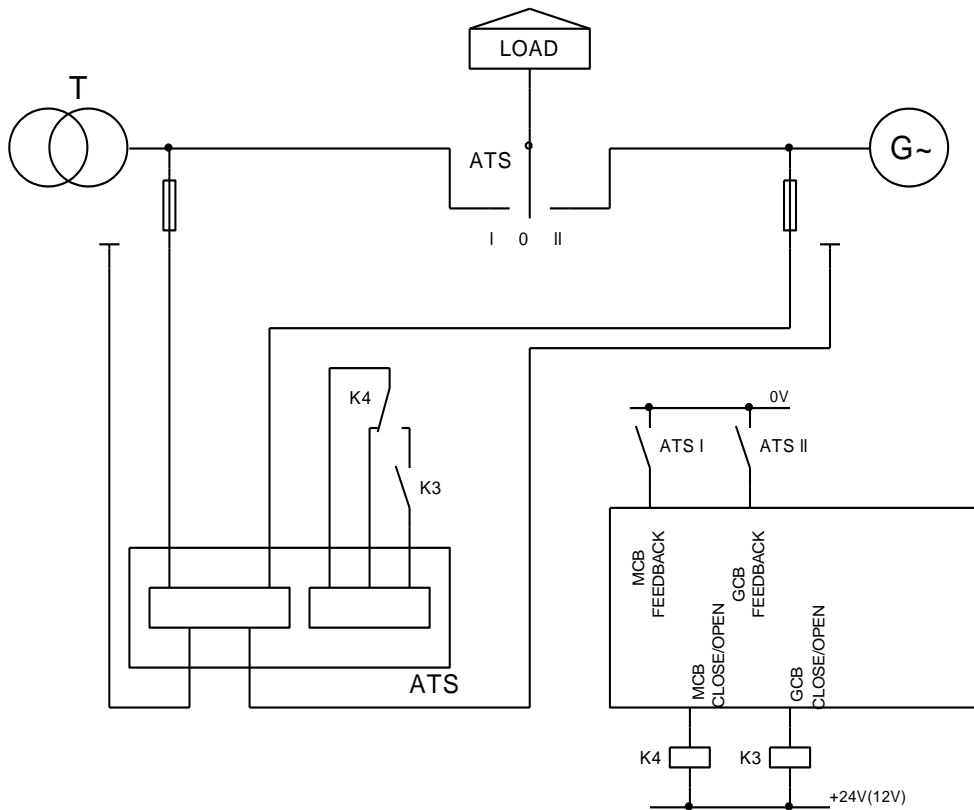 LOAD
T
G~
ATS
I 0 II
K4
K3
0V
ATS I
ATS II
MCB
FEEDBACK
GCB
FEEDBACK
MCB
CLOSE/OPEN
GCB
CLOSE/OPEN
ATS
K4
K3
+24V(12V)